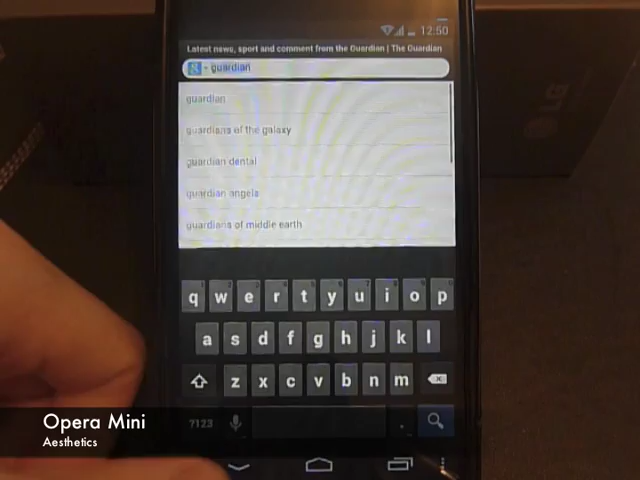 12:50
Latest news, sport and comment from the Guardian | The Guardian
guardian
guardian
guardians of the galaxy
guardian dental
guardian angels
guardians of middle earth
q w e r t y u i o p
a s d f g h j k l
z x c v b n m
?123 .
LG
Opera Mini
Aesthetics